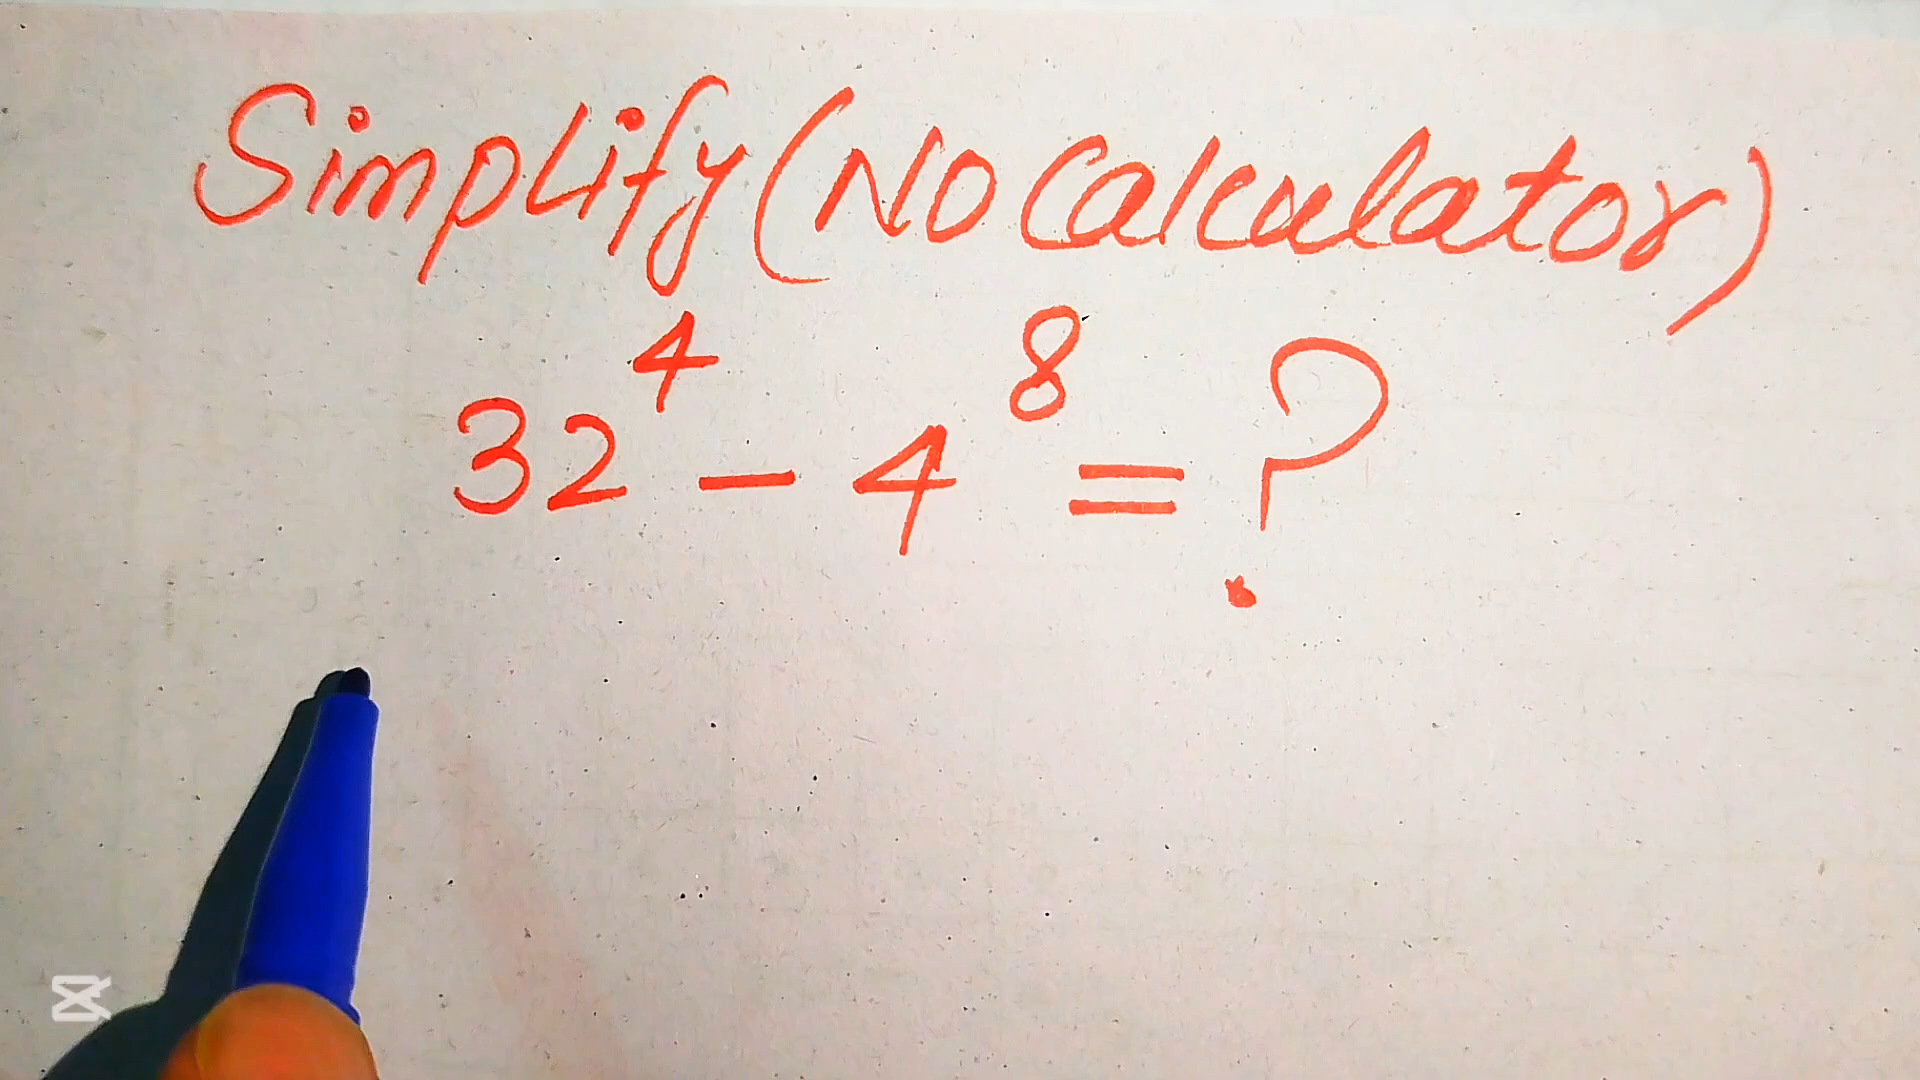 Simplify (No Calculator)
32⁴ - 4⁸ = ?